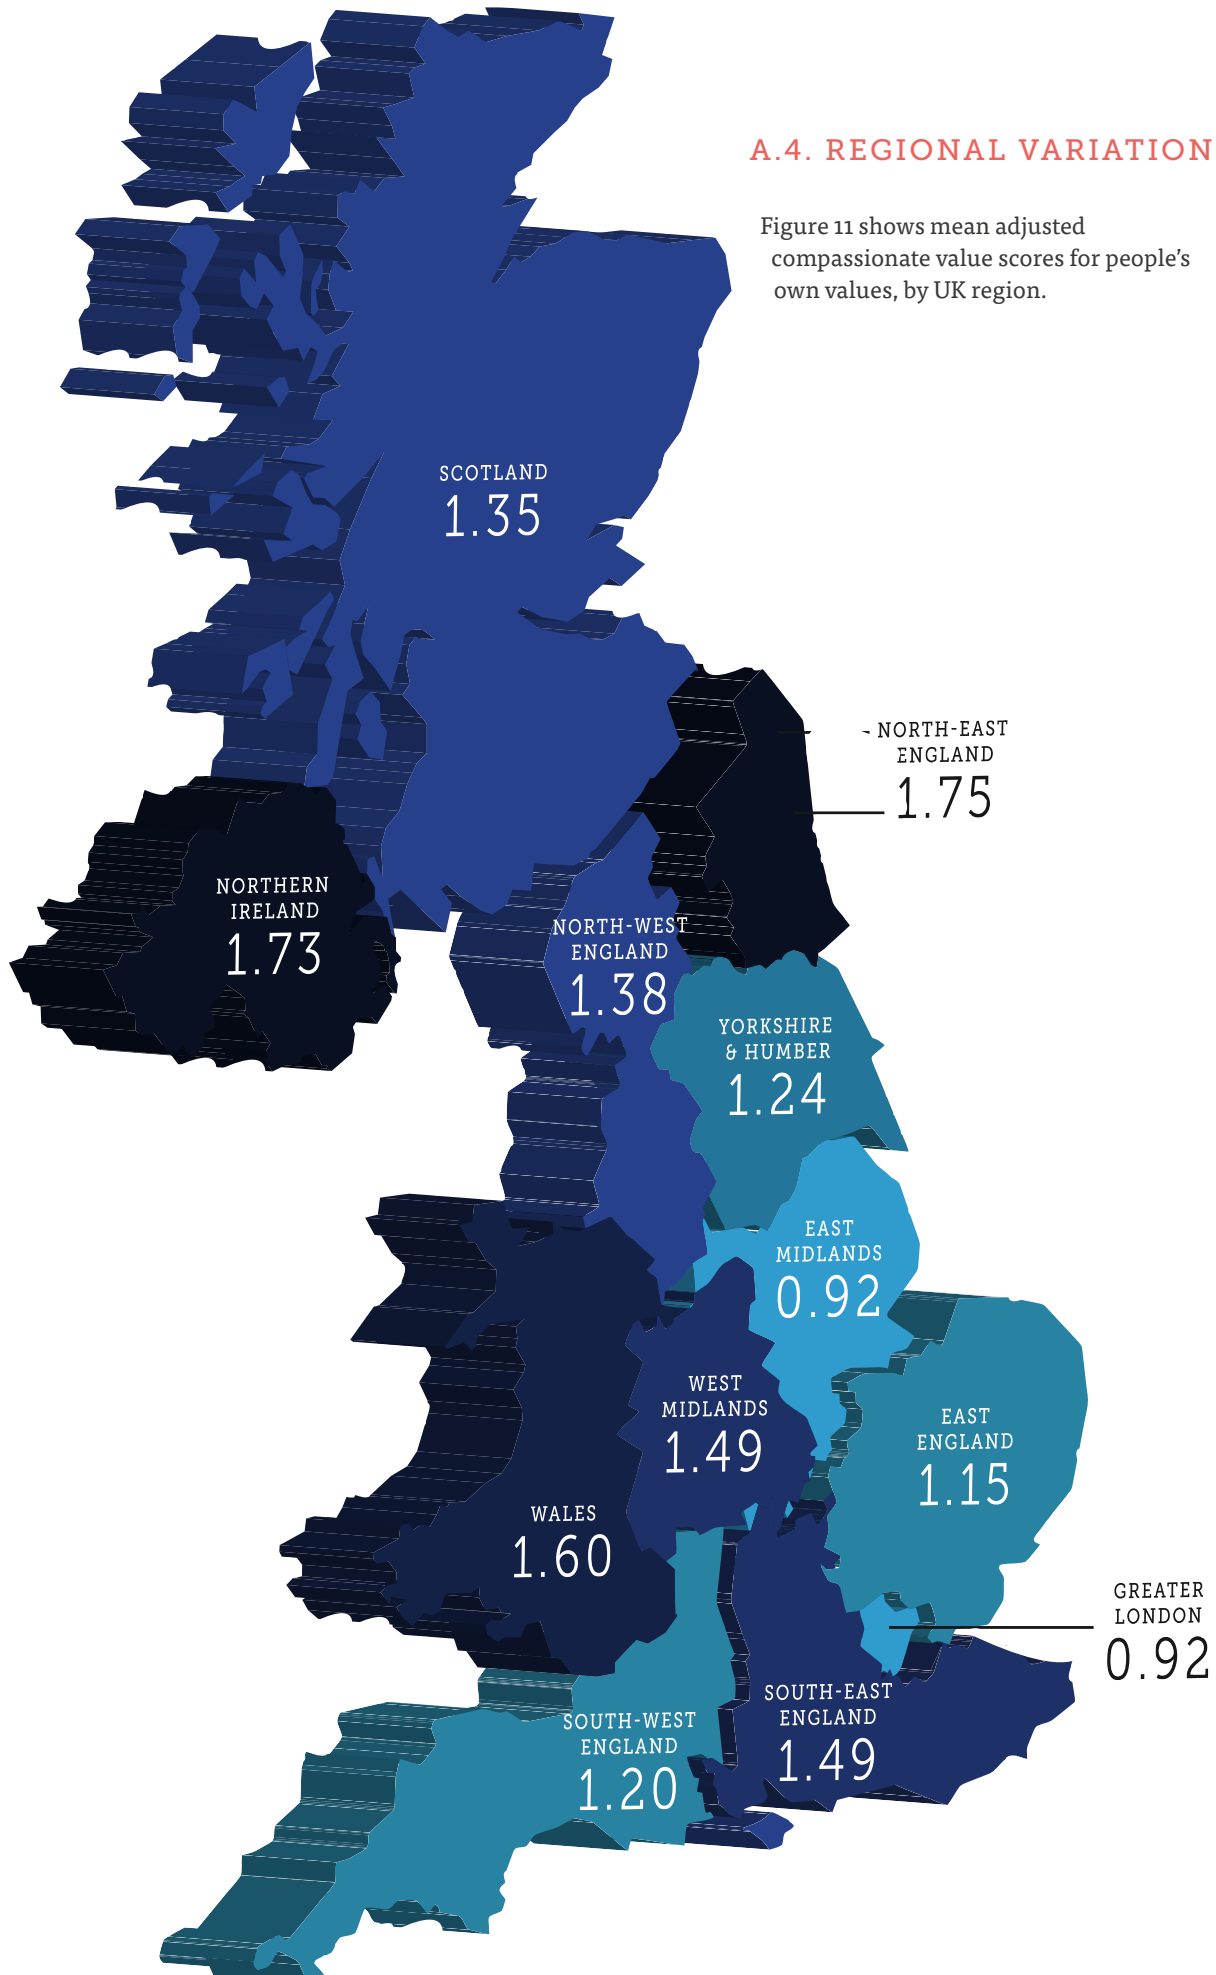 A.4. REGIONAL VARIATION
Figure 11 shows mean adjusted
compassionate value scores for people's
own values, by UK region.
SCOTLAND
1.35
NORTH-EAST
ENGLAND
1.75
NORTHERN
IRELAND
1.73
NORTH-WEST
ENGLAND
1.38
YORKSHIRE
& HUMBER
1.24
EAST
MIDLANDS
0.92
WEST
MIDLANDS
1.49
EAST
ENGLAND
1.15
WALES
1.60
GREATER
LONDON
0.92
SOUTH-EAST
ENGLAND
1.49
SOUTH-WEST
ENGLAND
1.20